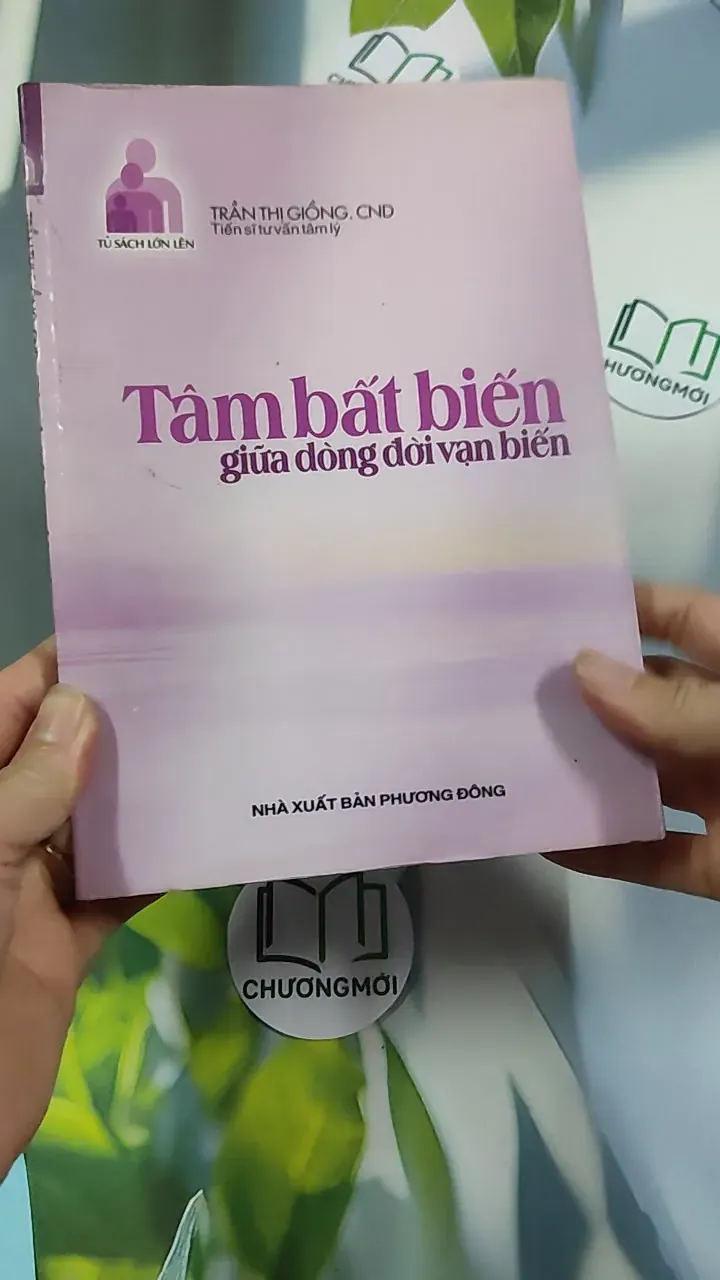 TRẦN THỊ GIỒNG, CND
Tiến sĩ tư vấn tâm lý
TỦ SÁCH LỚN LÊN
Tâm bất biến
giữa dòng đời vạn biến
NHÀ XUẤT BẢN PHƯƠNG ĐÔNG
HƯƠNGMỚI
CHƯƠNGMỚI